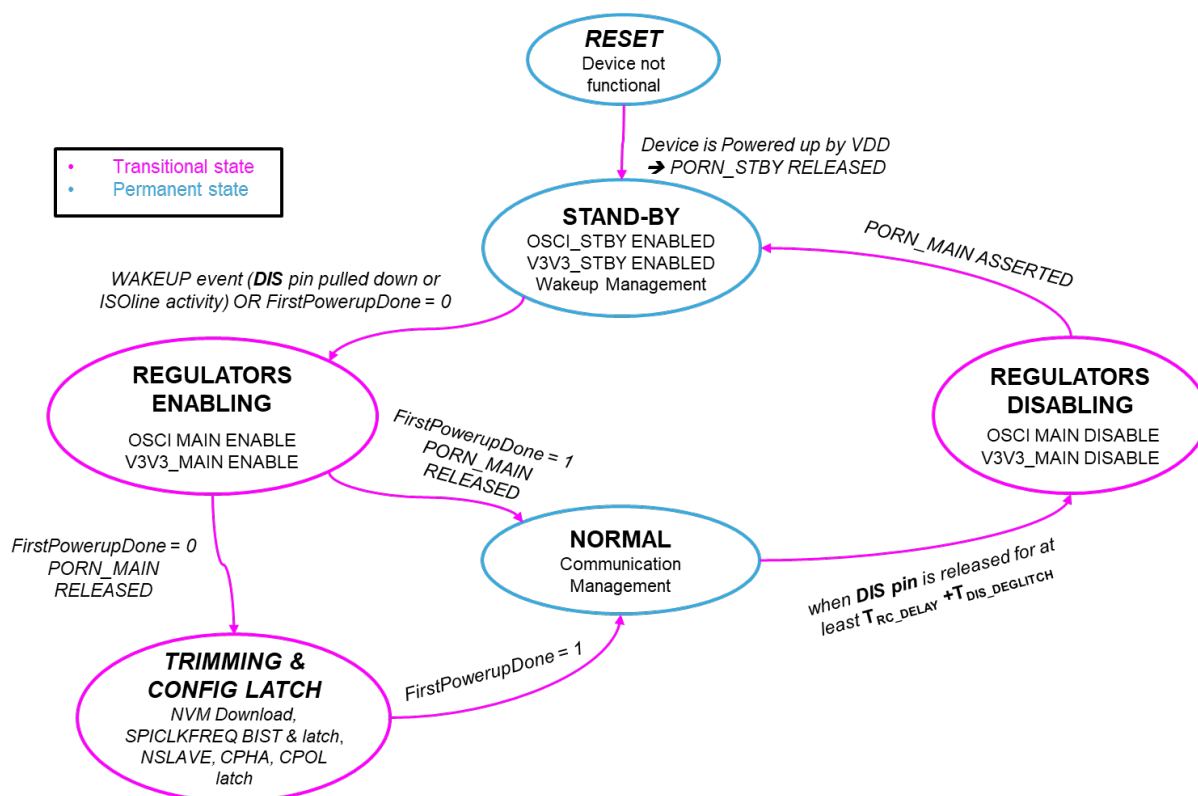 RESET
Device not
functional
Device is Powered up by VDD
➔ PORN_STBY RELEASED
• Transitional state
• Permanent state
STAND-BY
OSCI_STBY ENABLED
V3V3_STBY ENABLED
Wakeup Management
PORN_MAIN ASSERTED
WAKEUP event (DIS pin pulled down or
ISOline activity) OR FirstPowerupDone = 0
REGULATORS
ENABLING
OSCI MAIN ENABLE
V3V3_MAIN ENABLE
REGULATORS
DISABLING
OSCI MAIN DISABLE
V3V3_MAIN DISABLE
FirstPowerupDone = 1
PORN_MAIN
RELEASED
FirstPowerupDone = 0
PORN_MAIN
RELEASED
NORMAL
Communication
Management
when DIS pin is released for at
least TRC_DELAY +TDIS_DEGLITCH
TRIMMING &
CONFIG LATCH
NVM Download,
SPICLKFREQ BIST & latch,
NSLAVE, CPHA, CPOL
latch
FirstPowerupDone = 1